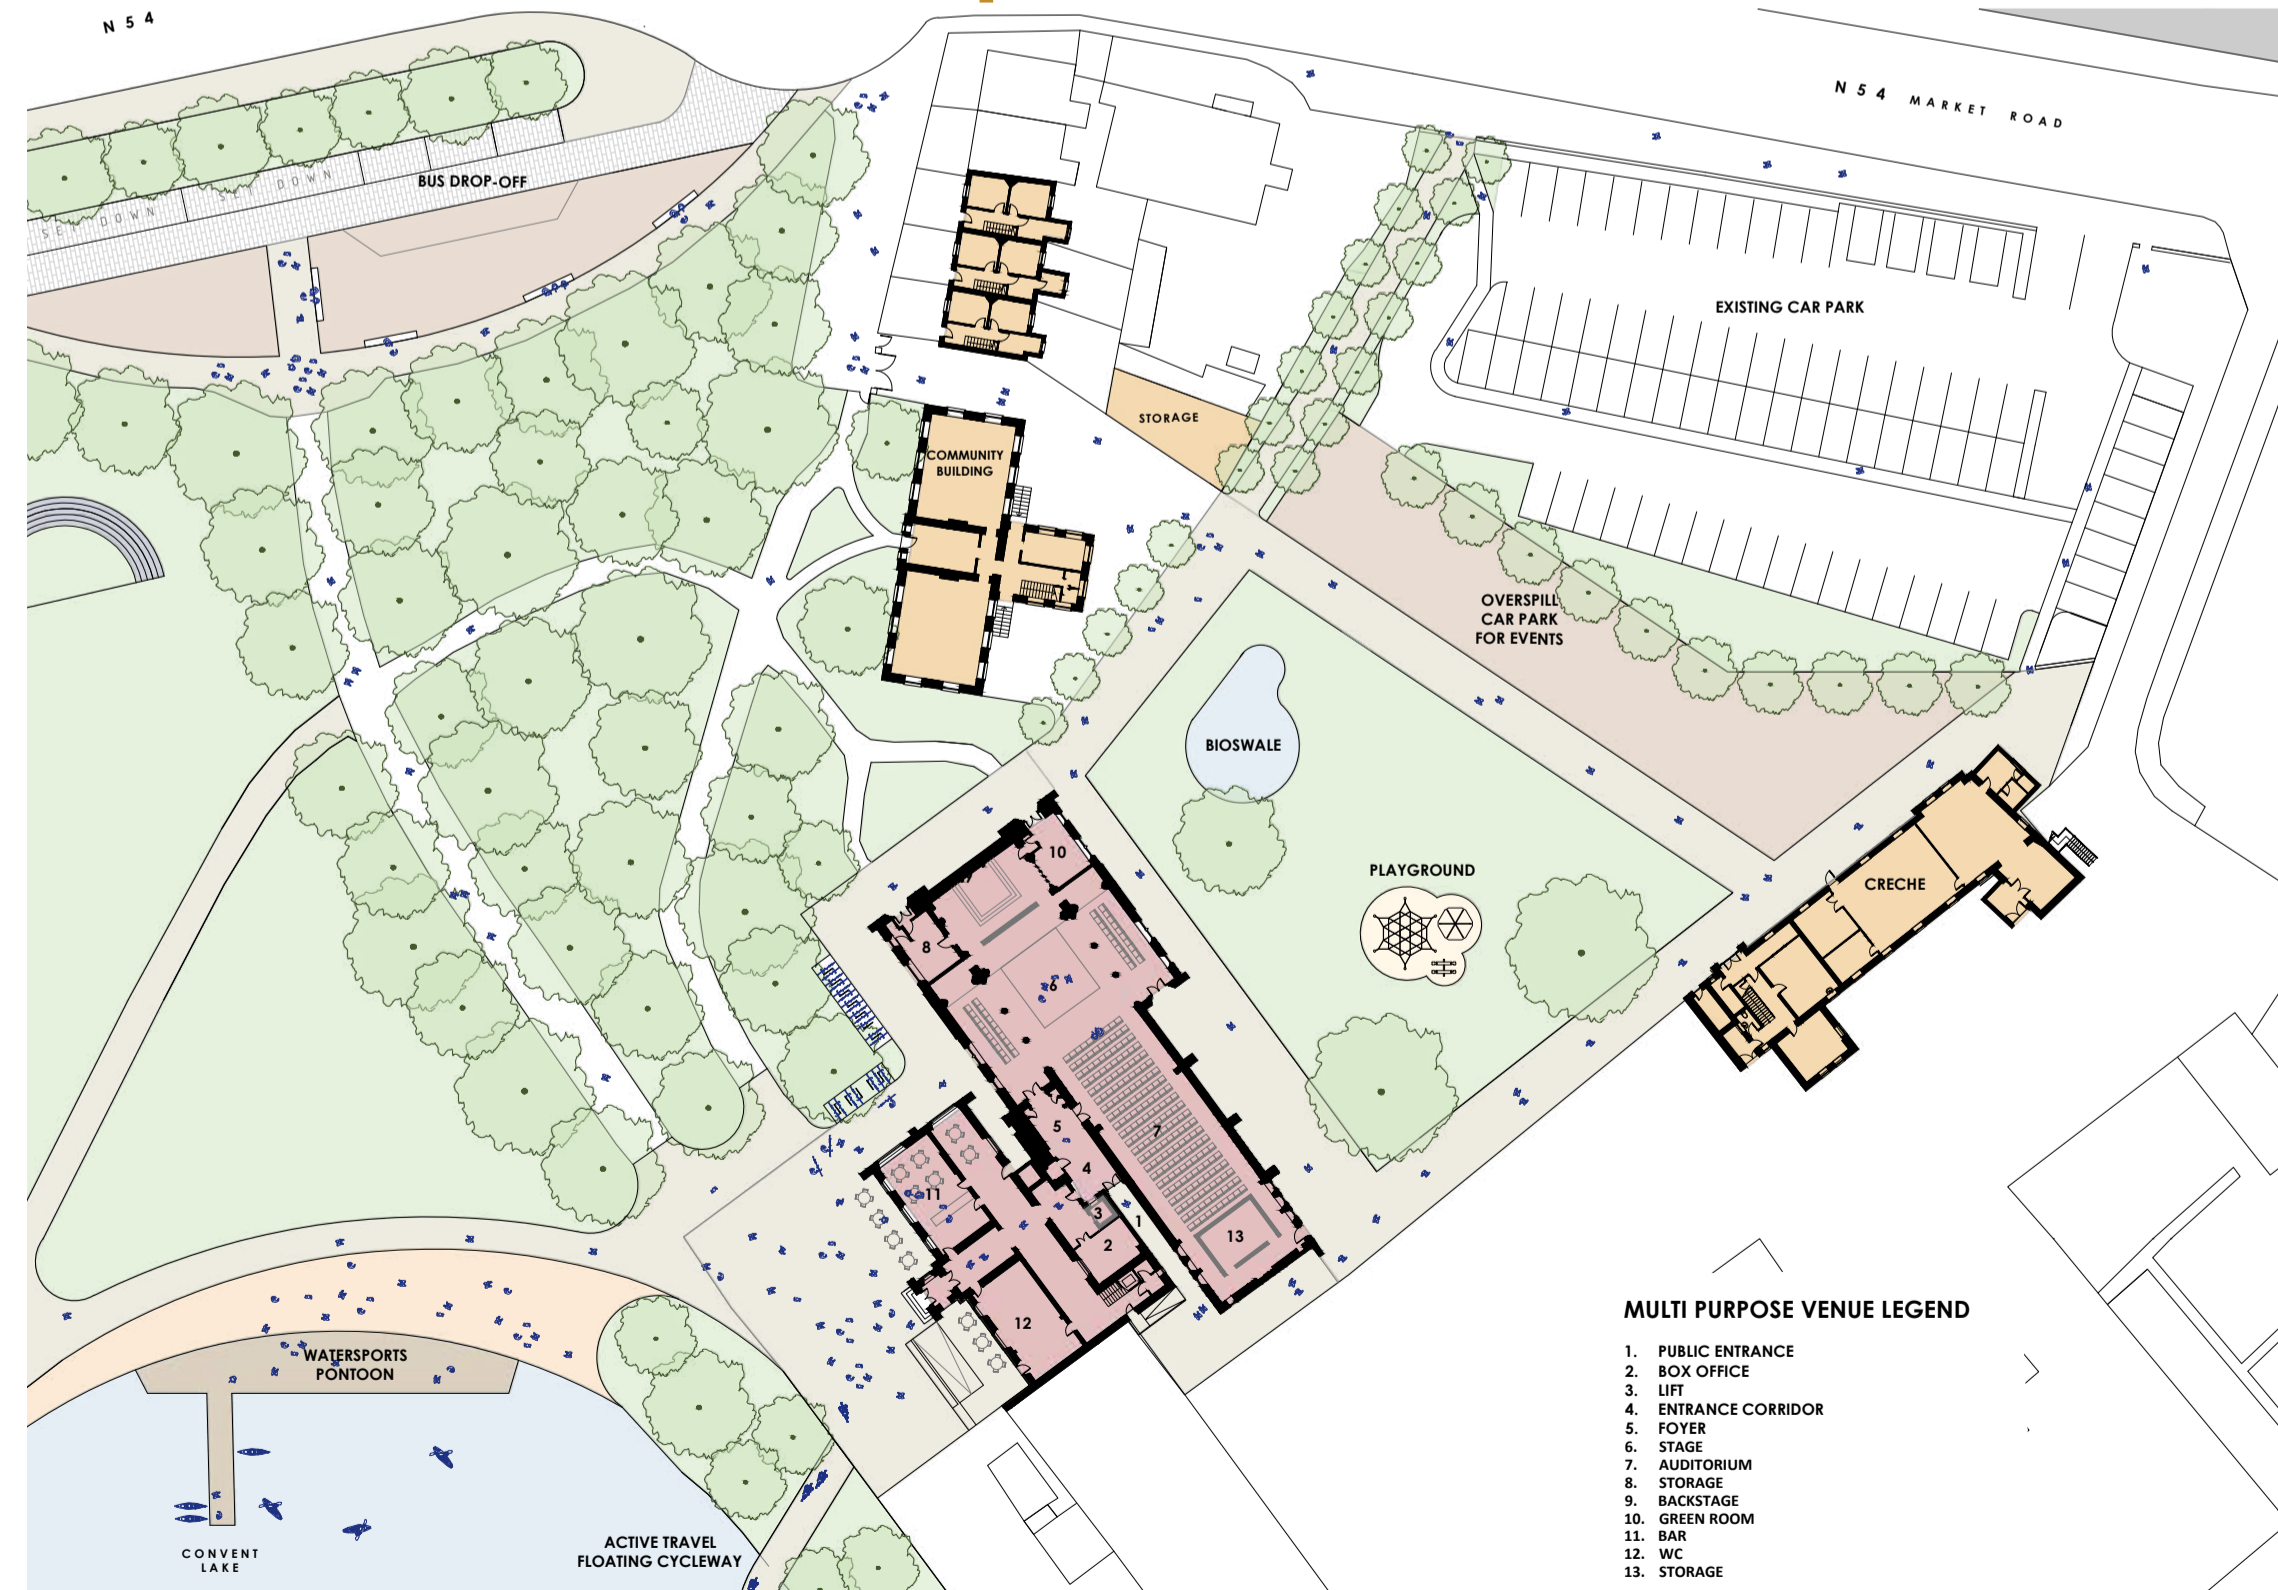 N 54
N 54 MARKET ROAD
BUS DROP-OFF
SET DOWN
SET DOWN
EXISTING CAR PARK
STORAGE
COMMUNITY
BUILDING
OVERSPILL
CAR PARK
FOR EVENTS
BIOSWALE
PLAYGROUND
CRECHE
10
8
6
5
7
4
11
3
1
2
13
12
WATERSPORTS
PONTOON
CONVENT
LAKE
ACTIVE TRAVEL
FLOATING CYCLEWAY
MULTI PURPOSE VENUE LEGEND
1. PUBLIC ENTRANCE
2. BOX OFFICE
3. LIFT
4. ENTRANCE CORRIDOR
5. FOYER
6. STAGE
7. AUDITORIUM
8. STORAGE
9. BACKSTAGE
10. GREEN ROOM
11. BAR
12. WC
13. STORAGE